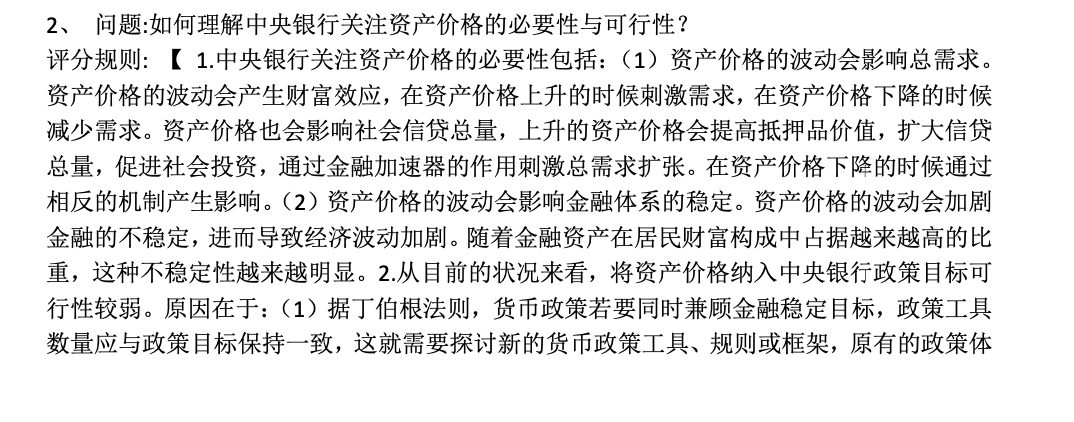 2、 问题:如何理解中央银行关注资产价格的必要性与可行性？
评分规则: 【 1.中央银行关注资产价格的必要性包括：（1）资产价格的波动会影响总需求。
资产价格的波动会产生财富效应，在资产价格上升的时候刺激需求，在资产价格下降的时候
减少需求。资产价格也会影响社会信贷总量，上升的资产价格会提高抵押品价值，扩大信贷
总量，促进社会投资，通过金融加速器的作用刺激总需求扩张。在资产价格下降的时候通过
相反的机制产生影响。（2）资产价格的波动会影响金融体系的稳定。资产价格的波动会加剧
金融的不稳定，进而导致经济波动加剧。随着金融资产在居民财富构成中占据越来越高的比
重，这种不稳定性越来越明显。2.从目前的状况来看，将资产价格纳入中央银行政策目标可
行性较弱。原因在于：（1）据丁伯根法则，货币政策若要同时兼顾金融稳定目标，政策工具
数量应与政策目标保持一致，这就需要探讨新的货币政策工具、规则或框架，原有的政策体